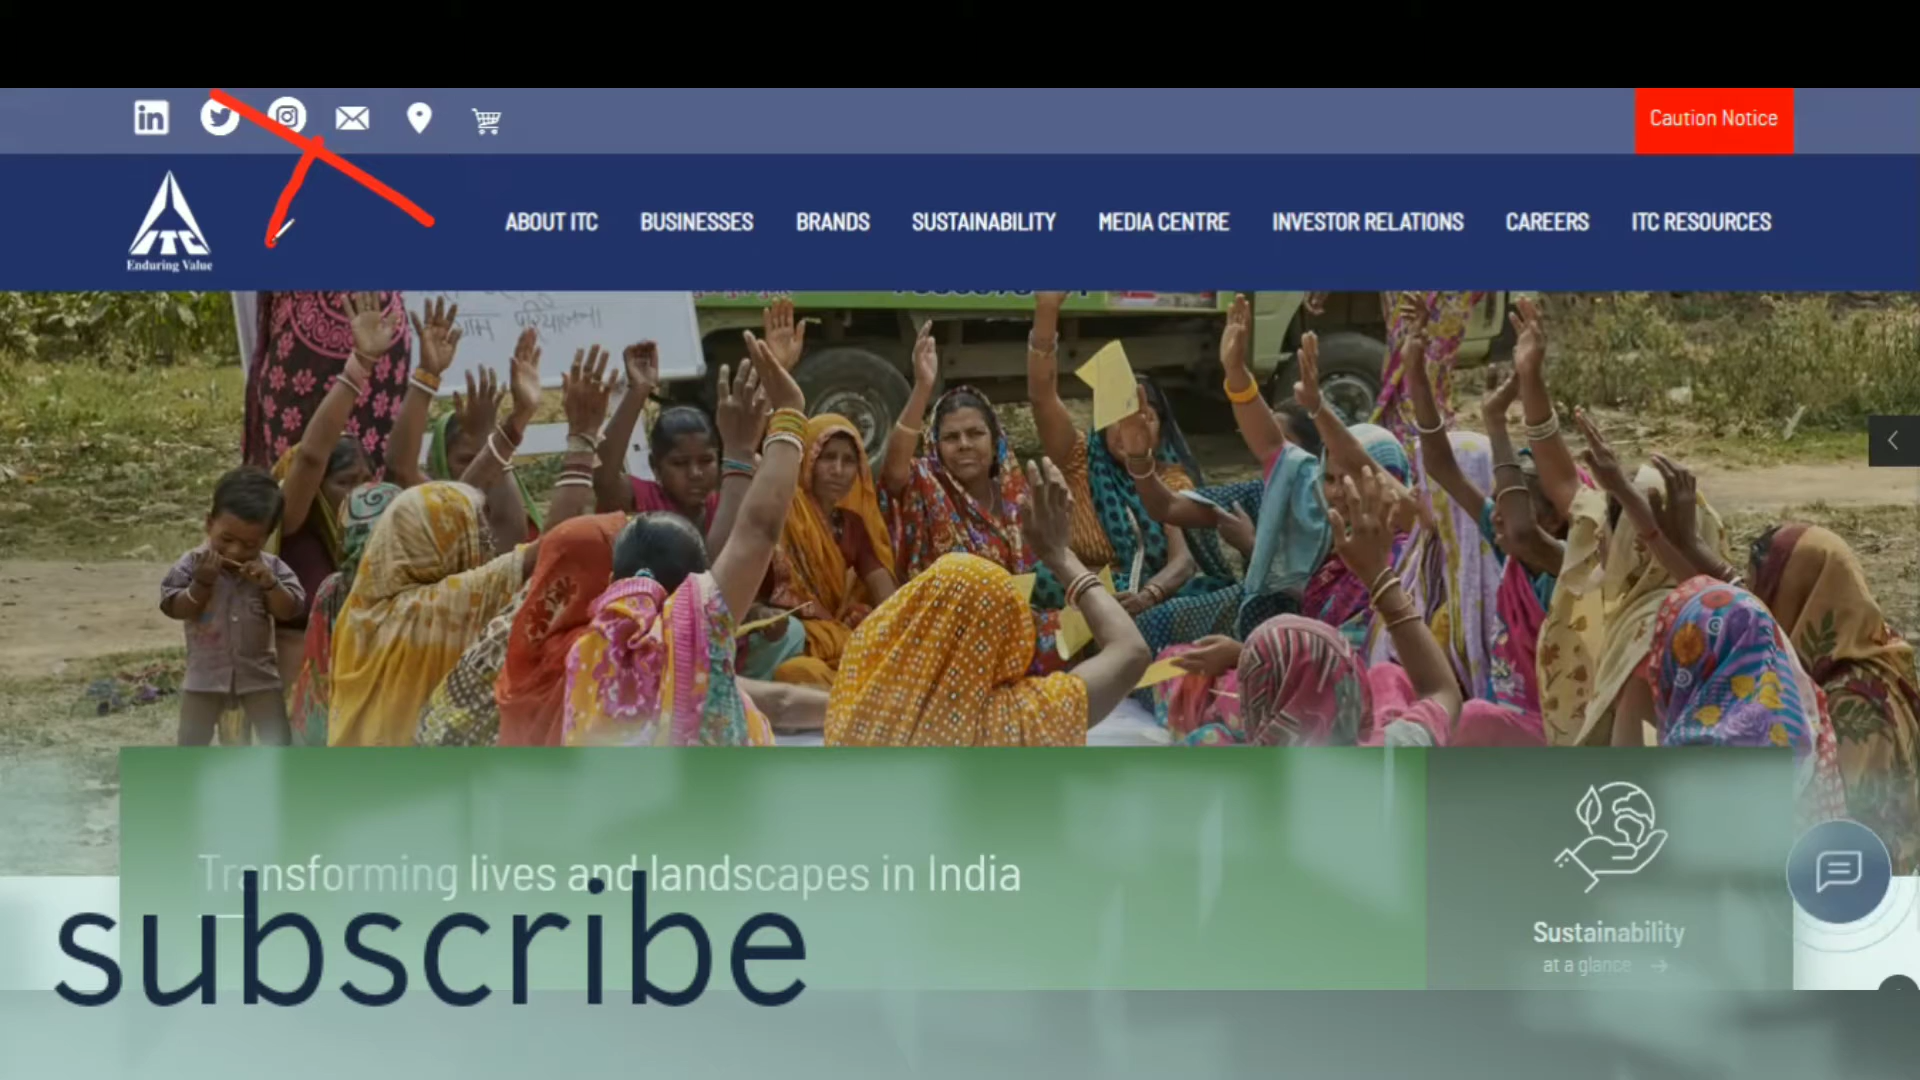 Caution Notice
ITC
Enduring Value
ABOUT ITC
BUSINESSES
BRANDS
SUSTAINABILITY
MEDIA CENTRE
INVESTOR RELATIONS
CAREERS
ITC RESOURCES
Transforming lives and landscapes in India
Sustainability
at a glance
subscribe